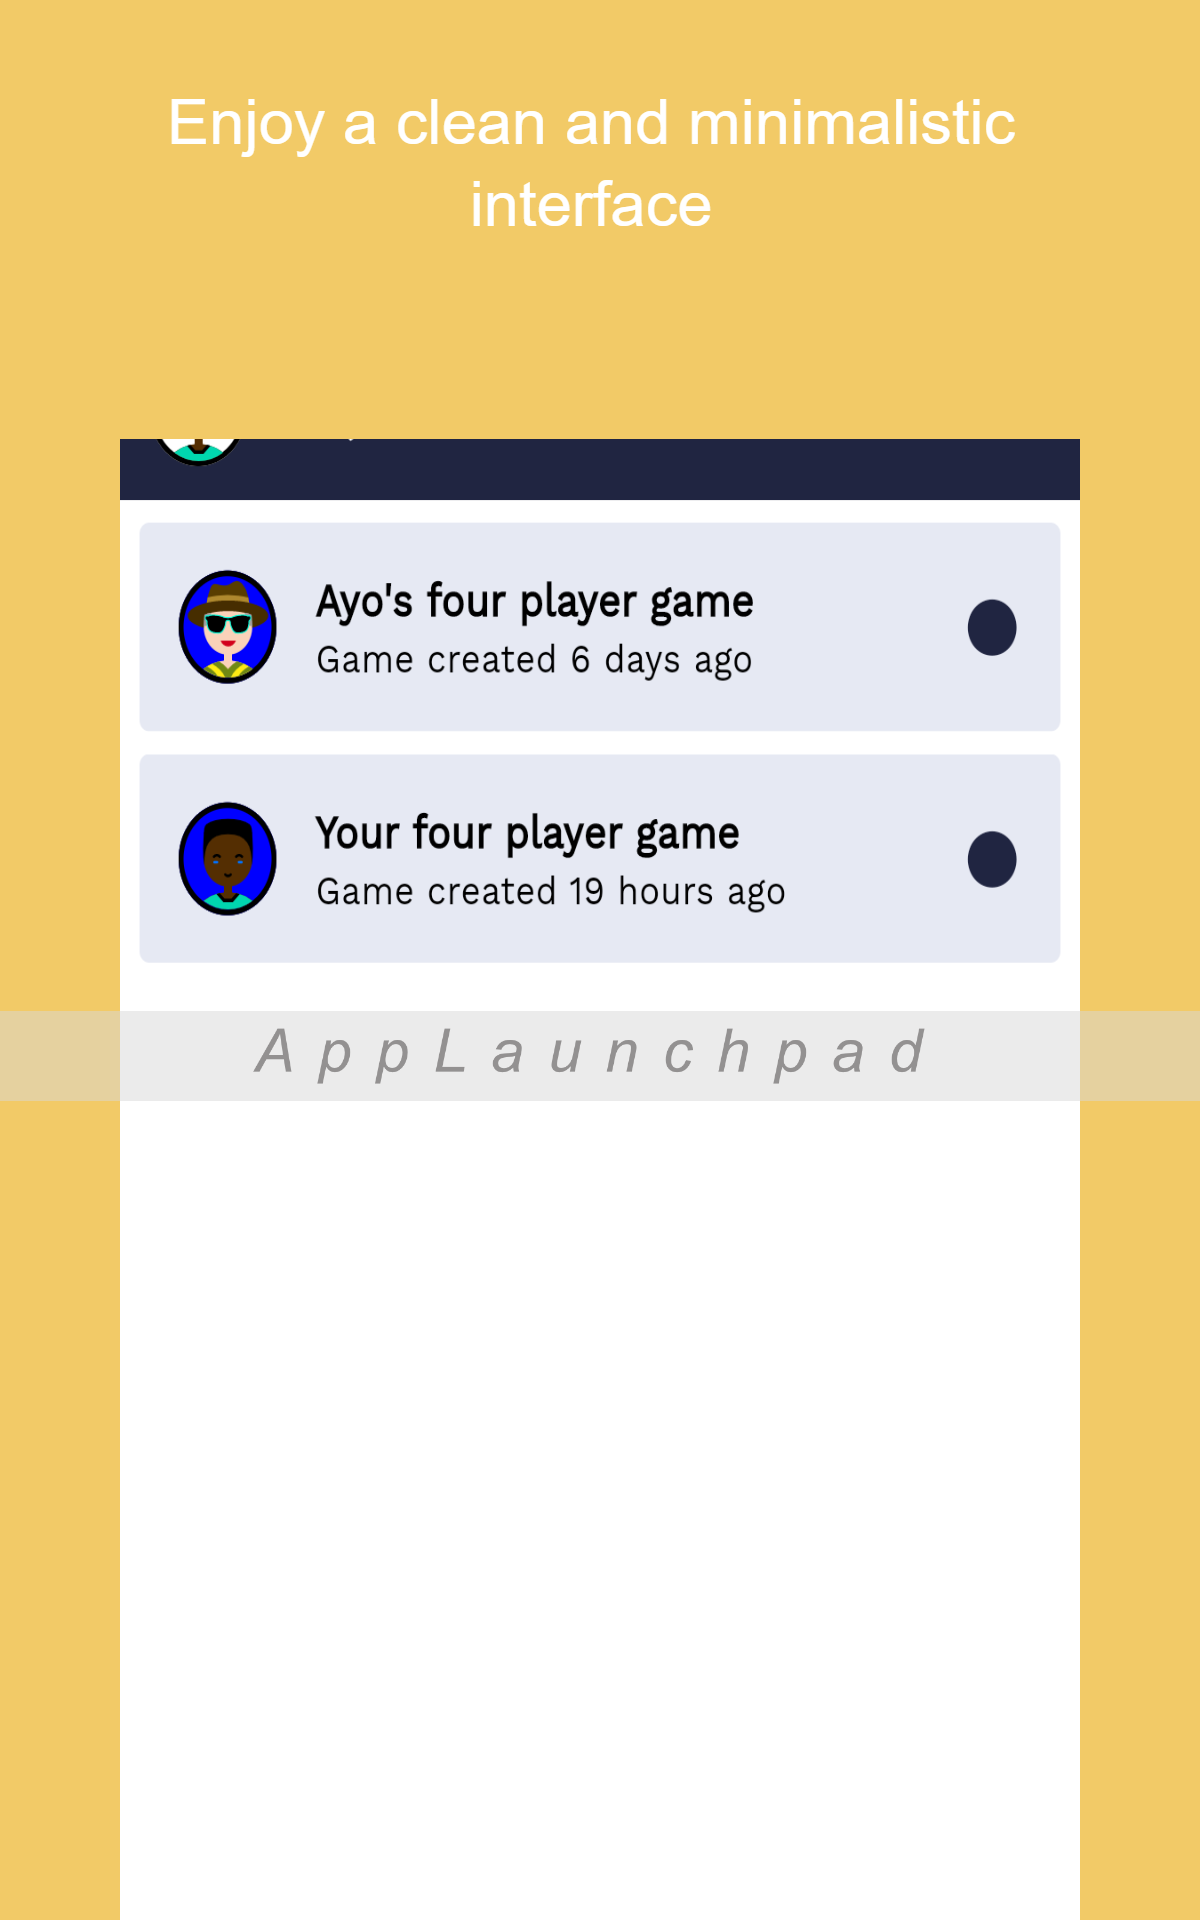 Enjoy a clean and minimalistic
interface
Ayo's four player game
Game created 6 days ago
Your four player game
Game created 19 hours ago
AppLaunchpad